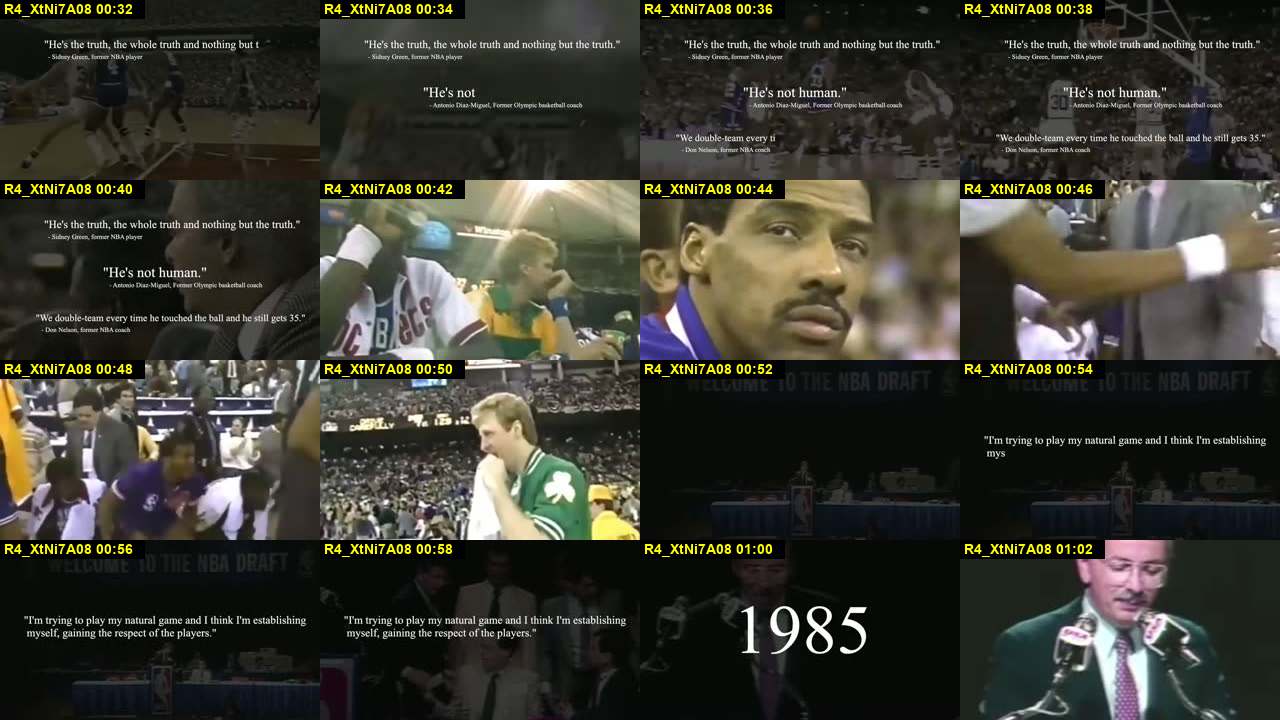 R4_XtNi7A08 00:32
"He's the truth, the whole truth and nothing but t
- Sidney Green, former NBA player
R4_XtNi7A08 00:34
"He's the truth, the whole truth and nothing but the truth."
- Sidney Green, former NBA player
"He's not
- Antonio Diaz-Miguel, Former Olympic basketball coach
R4_XtNi7A08 00:36
"He's the truth, the whole truth and nothing but the truth."
- Sidney Green, former NBA player
"He's not human."
- Antonio Diaz-Miguel, Former Olympic basketball coach
"We double-team every ti
- Don Nelson, former NBA coach
R4_XtNi7A08 00:38
"He's the truth, the whole truth and nothing but the truth."
- Sidney Green, former NBA player
"He's not human."
30
- Antonio Diaz-Miguel, Former Olympic basketball coach
"We double-team every time he touched the ball and he still gets 35."
- Don Nelson, former NBA coach
R4_XtNi7A08 00:40
"He's the truth, the whole truth and nothing but the truth."
- Sidney Green, former NBA player
"He's not human."
- Antonio Diaz-Miguel, Former Olympic basketball coach
"We double-team every time he touched the ball and he still gets 35."
- Don Nelson, former NBA coach
R4_XtNi7A08 00:42
R4_XtNi7A08 00:44
R4_XtNi7A08 00:46
R4_XtNi7A08 00:48
R4_XtNi7A08 00:50
R4_XtNi7A08 00:52
WELCOME TO THE NBA DRAFT
R4_XtNi7A08 00:54
WELCOME TO THE NBA DRAFT
"I'm trying to play my natural game and I think I'm establishing
mys
R4_XtNi7A08 00:56
WELCOME TO THE NBA DRAFT
"I'm trying to play my natural game and I think I'm establishing
myself, gaining the respect of the players."
R4_XtNi7A08 00:58
"I'm trying to play my natural game and I think I'm establishing
myself, gaining the respect of the players."
R4_XtNi7A08 01:00
1985
R4_XtNi7A08 01:02